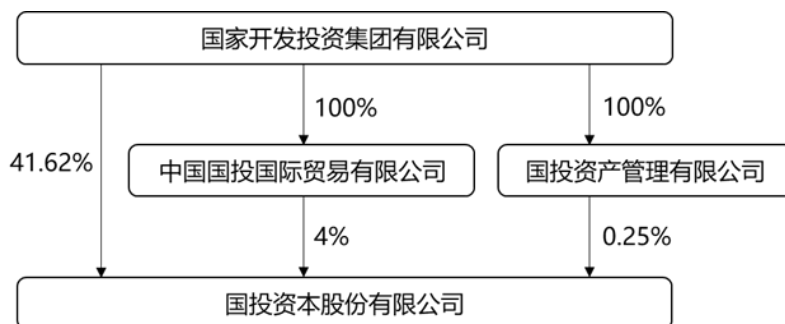 国家开发投资集团有限公司
100%
100%
41.62%
中国国投国际贸易有限公司
国投资产管理有限公司
4%
0.25%
国投资本股份有限公司